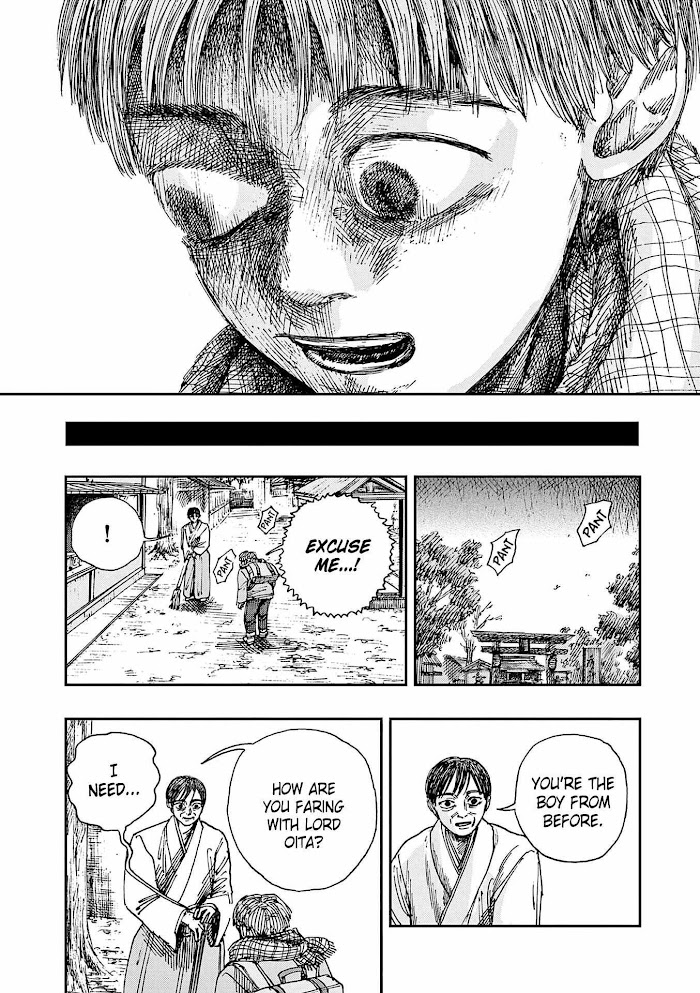 PANT
PANT
EXCUSE
ME...!
PANT
PANT
!
YOU'RE THE
BOY FROM
BEFORE.
HOW ARE
YOU FARING
WITH LORD
OITA?
I
NEED...